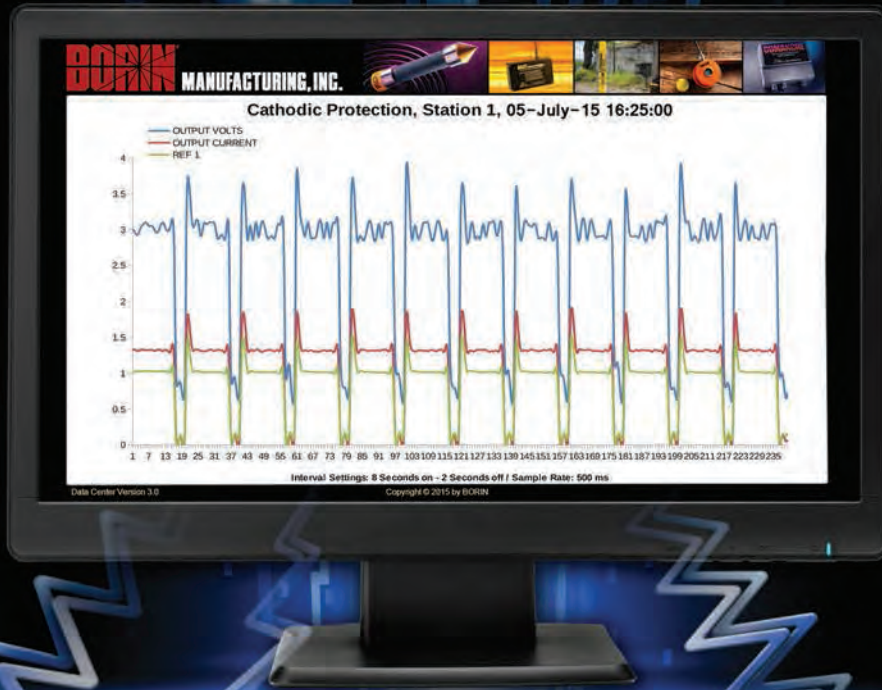 BORIN MANUFACTURING, INC.
Cathodic Protection, Station 1, 05-July-15 16:25:00
OUTPUT VOLTS
OUTPUT CURRENT
REF 1
4
3.5
3
2.5
2
1.5
1
0.5
0
1 7 13 19 25 31 37 43 49 55 61 67 73 79 85 91 97 103 109 115 121 127 133 139 145 151 157 163 169 175 181 187 193 199 205 211 217 223 229 235
Interval Settings: 8 Seconds on - 2 Seconds off / Sample Rate: 500 ms
Data Center Version 3.0 Copyright © 2015 by BORIN